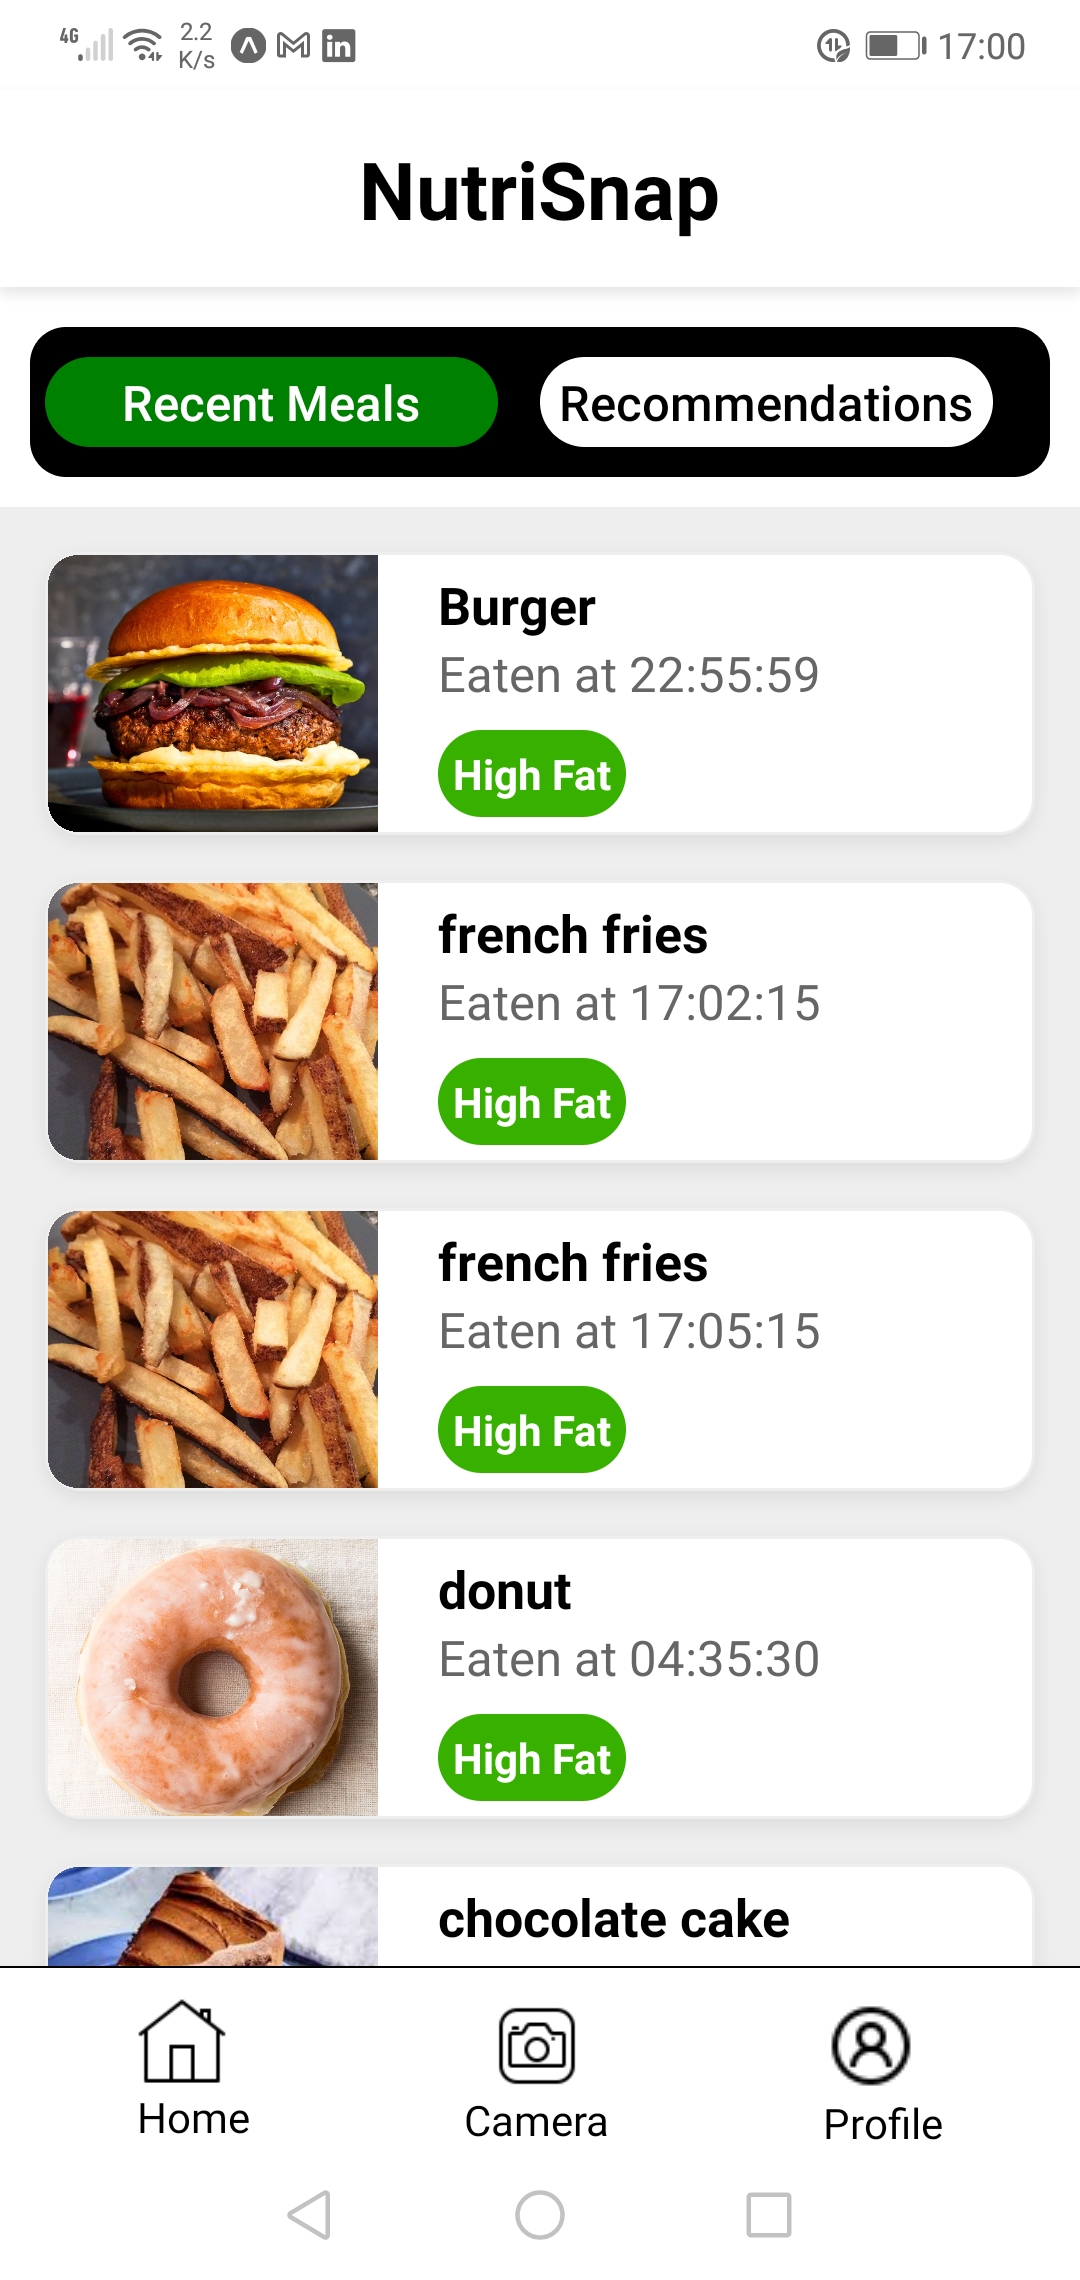 4G 2.2 K/s 17:00
NutriSnap
Recent Meals Recommendations
Burger
Eaten at 22:55:59
High Fat
french fries
Eaten at 17:02:15
High Fat
french fries
Eaten at 17:05:15
High Fat
donut
Eaten at 04:35:30
High Fat
chocolate cake
Home Camera Profile